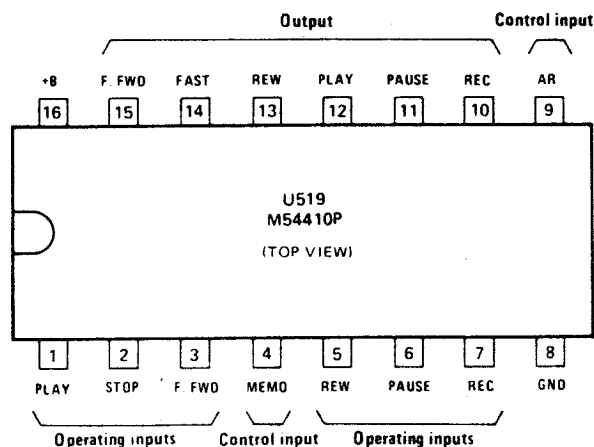 Output Control input
+B F. FWD FAST REW PLAY PAUSE REC AR
16 15 14 13 12 11 10 9
U519
M54410P
(TOP VIEW)
1 2 3 4 5 6 7 8
PLAY STOP F. FWD MEMO REW PAUSE REC GND
Operating inputs Control input Operating inputs